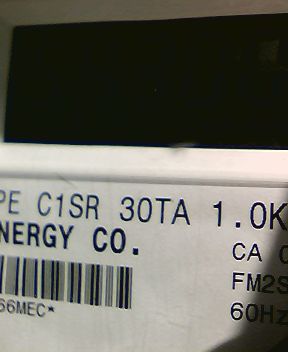 PE C1SR 30TA 1.0K
NERGY CO.
CA
FM2S
66MEC*
60Hz